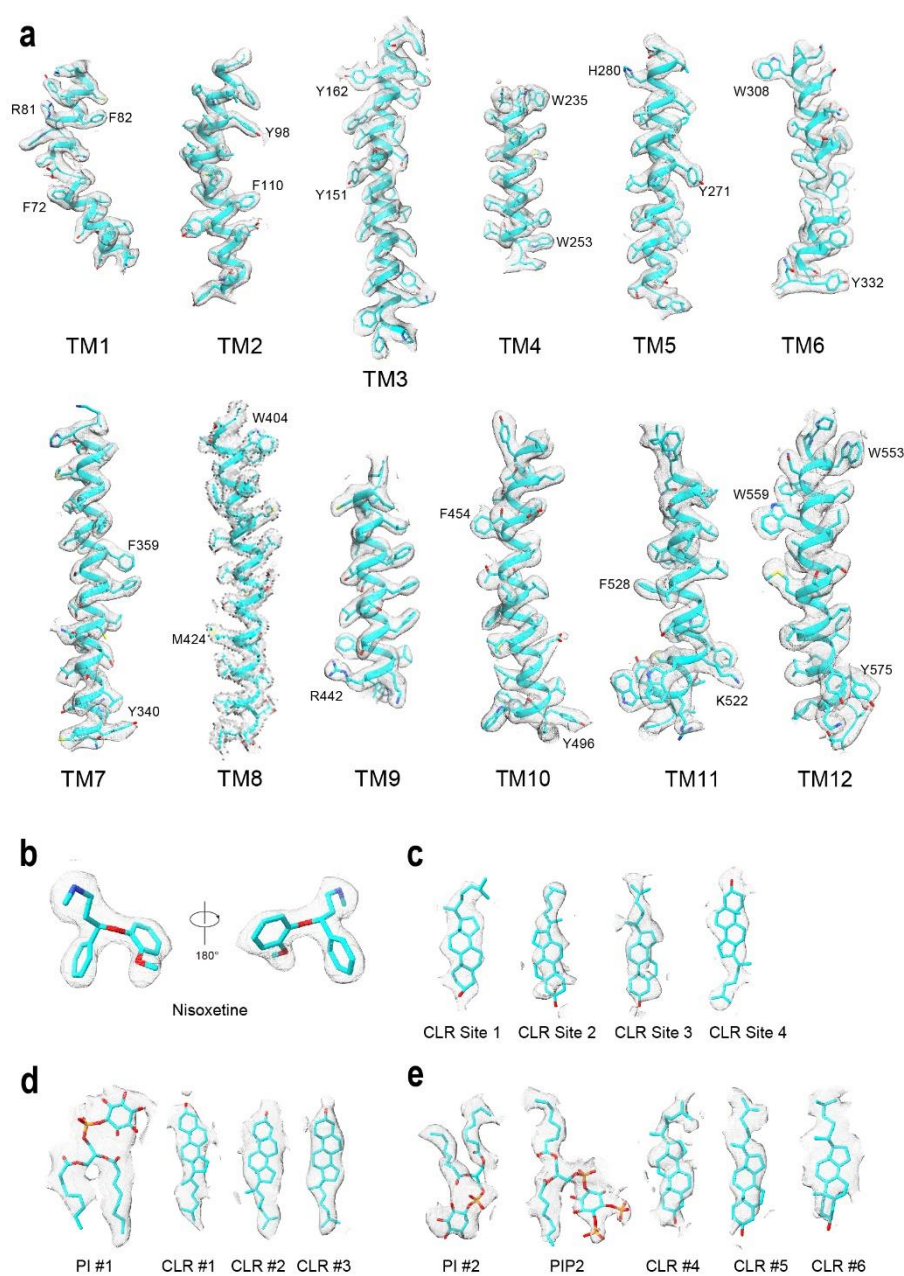 a
R81
F82
F72
TM1
Y98
F110
TM2
Y162
Y151
TM3
W235
W253
TM4
H280
Y271
TM5
W308
Y332
TM6
F359
Y340
TM7
W404
M424
TM8
R442
TM9
F454
Y496
TM10
F528
K522
TM11
W553
W559
Y575
TM12
b
180°
Nisoxetine
c
CLR Site 1
CLR Site 2
CLR Site 3
CLR Site 4
d
PI #1
CLR #1
CLR #2
CLR #3
e
PI #2
PIP2
CLR #4
CLR #5
CLR #6